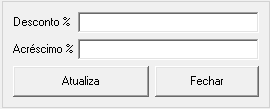 Desconto %
Acréscimo %
Atualiza Fechar